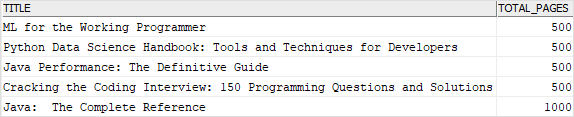 TITLE TOTAL_PAGES
ML for the Working Programmer 500
Python Data Science Handbook: Tools and Techniques for Developers 500
Java Performance: The Definitive Guide 500
Cracking the Coding Interview: 150 Programming Questions and Solutions 500
Java:  The Complete Reference 1000